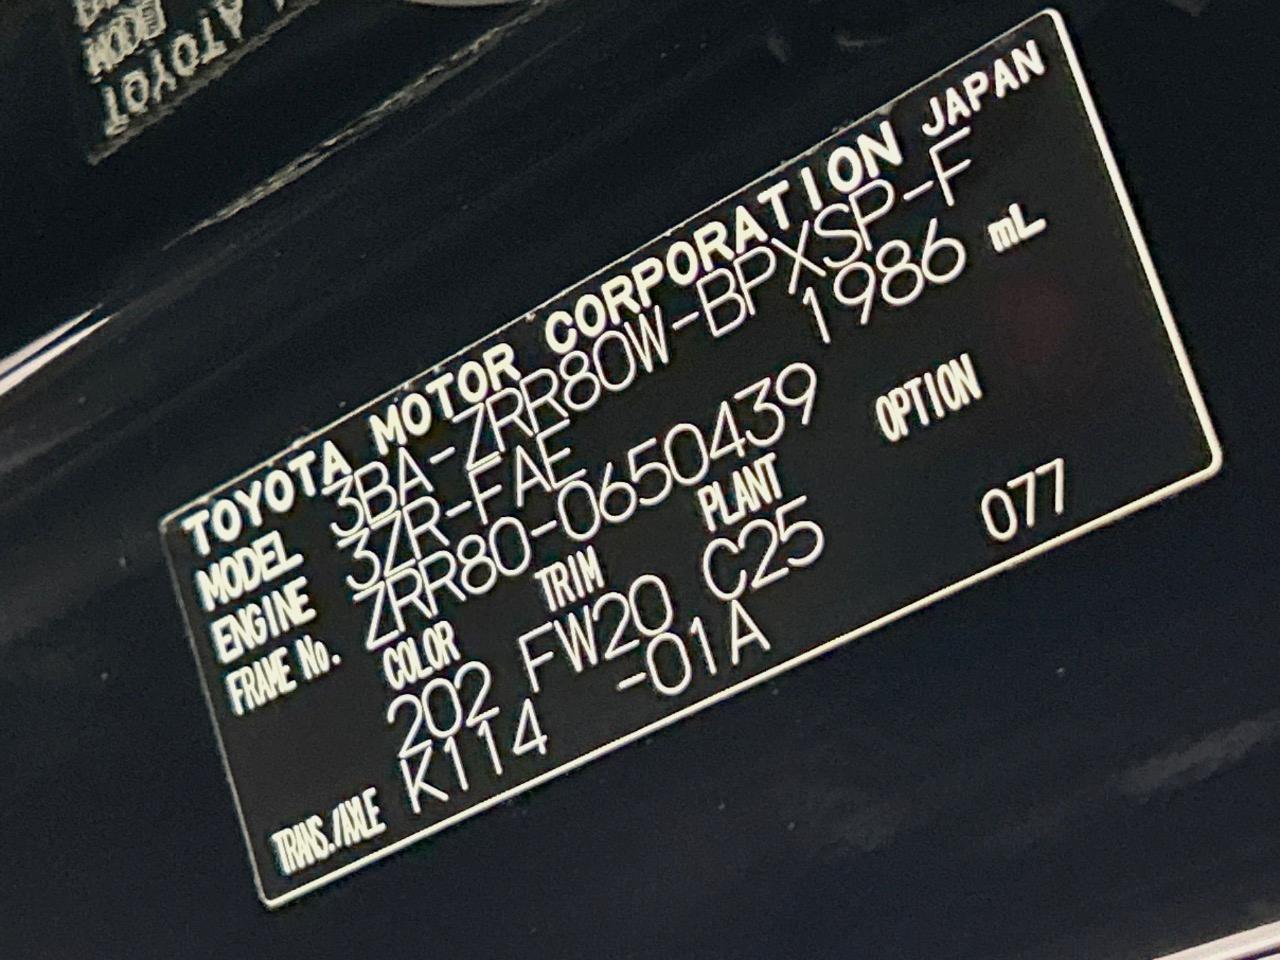 TOYOTA MOTOR CORPORATION JAPAN
MODEL 3BA-ZRR80W-BPXSP-F
ENGINE 3ZR-FAE 1986 mL
FRAME No. ZRR80-0650439
COLOR TRIM PLANT OPTION
202 FW20 C25 077
TRANS./AXLE K114 -01A